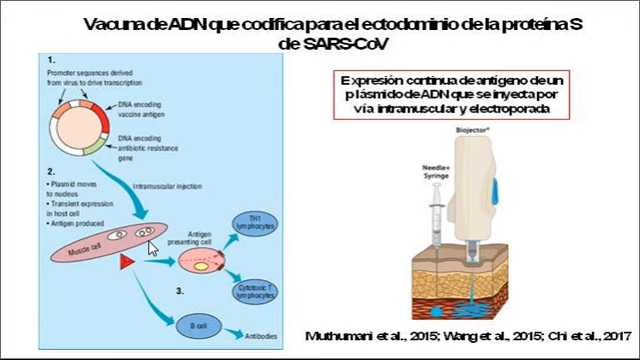 Vacuna de ADN que codifica para el ectodominio de la proteína S
de SARS-CoV
1.
Promoter sequences derived
from virus to drive transcription
DNA encoding
vaccine antigen
DNA encoding
antibiotic resistance
gene
2.
• Plasmid moves
to nucleus
• Transient expression
in host cell
• Antigen produced
Intramuscular injection
Muscle cell
Antigen
presenting cell
TH1
lymphocytes
Cytotoxic T
lymphocytes
3.
B cell
Antibodies
Expresión continua de antígeno de un
plásmido de ADN que se inyecta por
vía intramuscular y electroporada
Biojector®
Needle+
Syringe
Muthumani et al., 2015; Wang et al., 2015; Chi et al., 2017